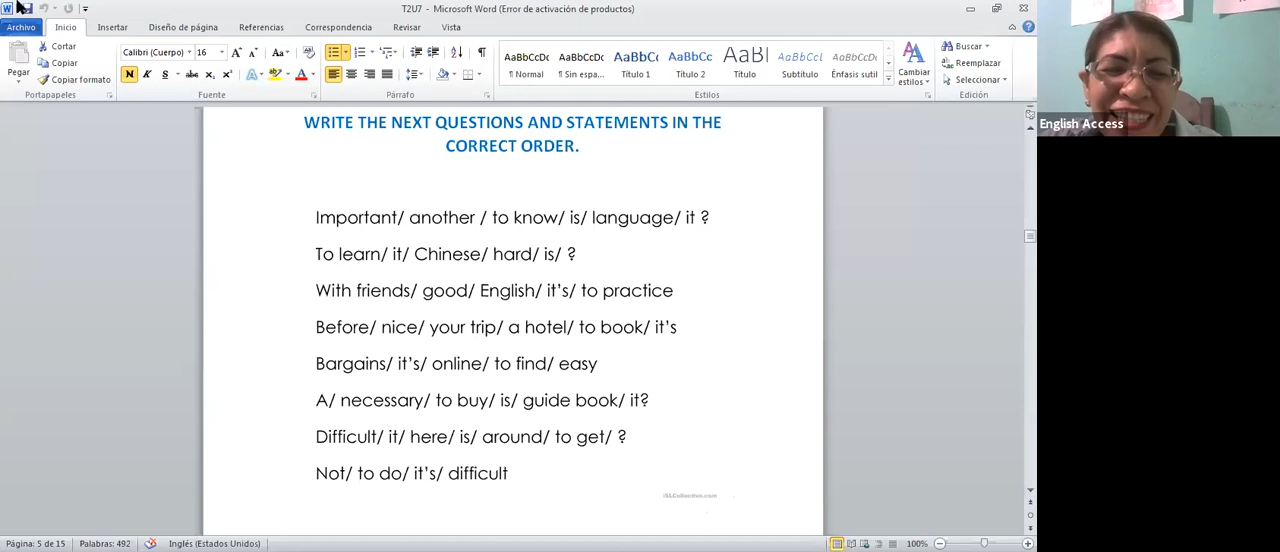 T2U7 - Microsoft Word (Error de activación de productos)
Archivo Inicio Insertar Diseño de página Referencias Correspondencia Revisar Vista
Pegar
Cortar
Copiar
Copiar formato
Portapapeles
Calibri (Cuerpo) 16
Fuente
Párrafo
AaBbCcDc AaBbCcDc AaBbC AaBbCc AaBl AaBbCcL AaBbCcDc
¶ Normal ¶ Sin espa... Título 1 Título 2 Título Subtítulo Énfasis sutil
Estilos
Cambiar estilos
Buscar
Reemplazar
Seleccionar
Edición
WRITE THE NEXT QUESTIONS AND STATEMENTS IN THE
CORRECT ORDER.
Important/ another / to know/ is/ language/ it ?
To learn/ it/ Chinese/ hard/ is/ ?
With friends/ good/ English/ it's/ to practice
Before/ nice/ your trip/ a hotel/ to book/ it's
Bargains/ it's/ online/ to find/ easy
A/ necessary/ to buy/ is/ guide book/ it?
Difficult/ it/ here/ is/ around/ to get/ ?
Not/ to do/ it's/ difficult
iSLCollective.com
Página: 5 de 15 Palabras: 492 Inglés (Estados Unidos) 100%
English Access